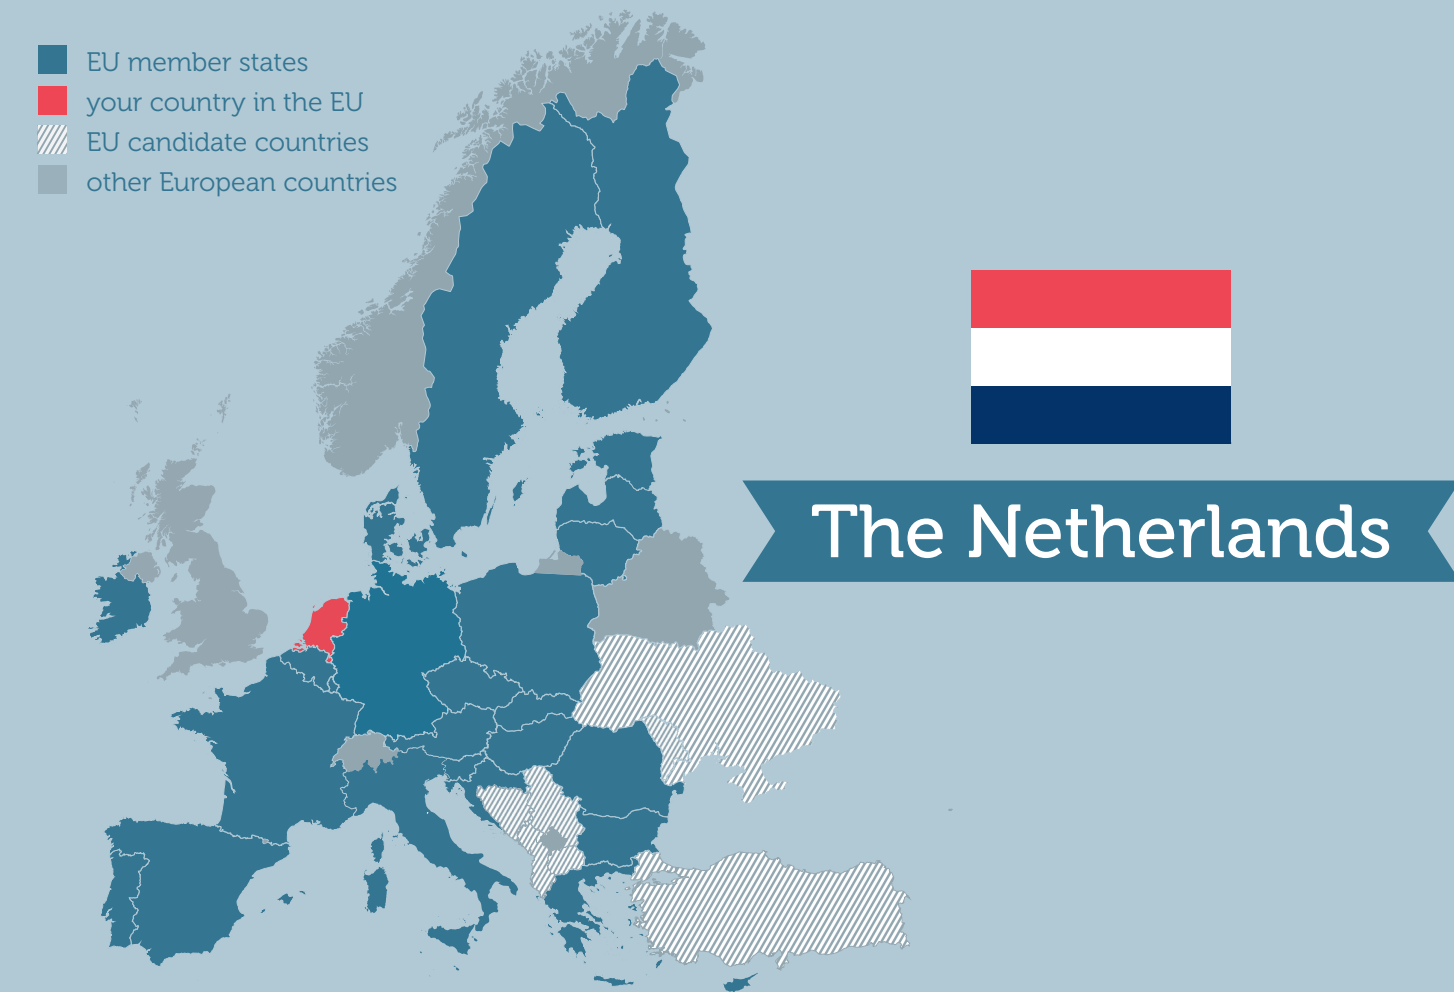 EU member states
your country in the EU
EU candidate countries
other European countries
The Netherlands